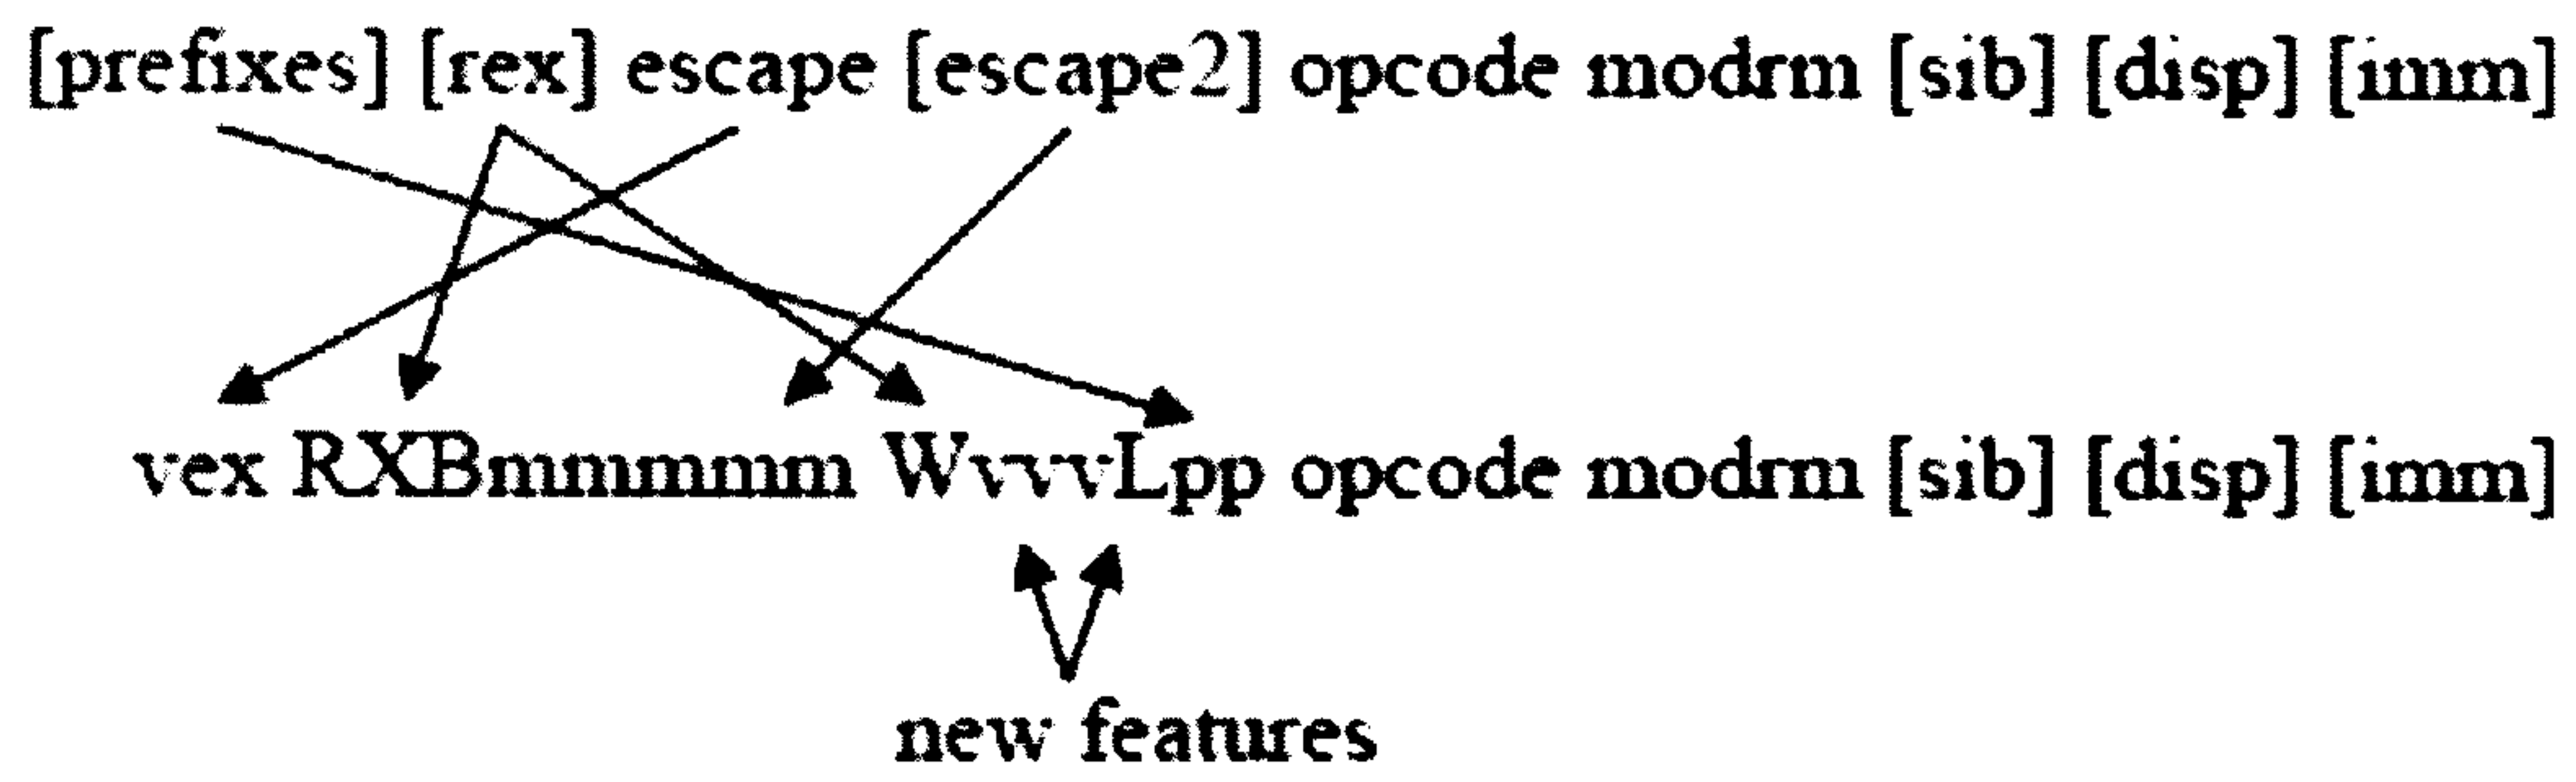 [prefixes] [rex] escape [escape2] opcode modrm [sib] [disp] [imm]
vex RXBmmmmm WvvvLpp opcode modrm [sib] [disp] [imm]
new features